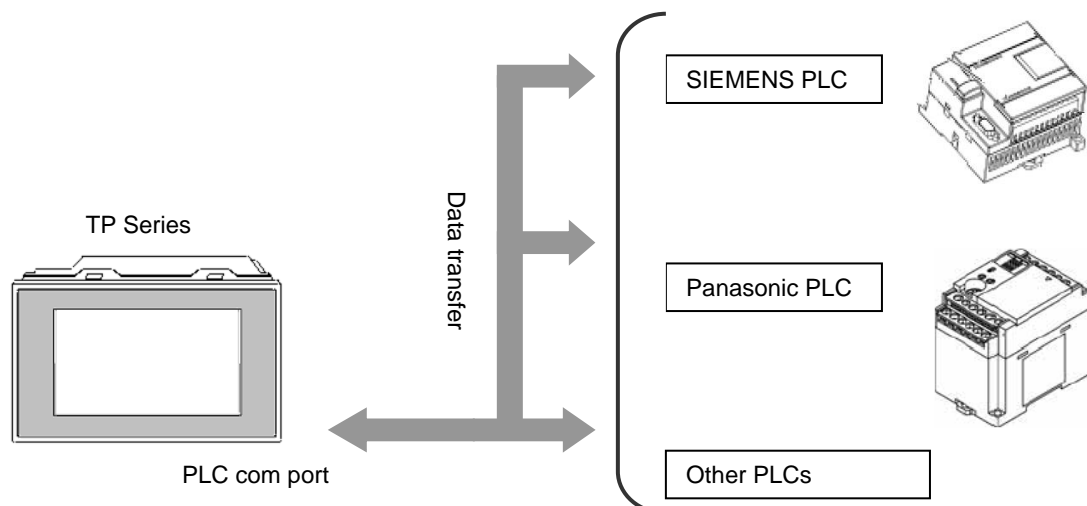 SIEMENS PLC
TP Series
Data transfer
Panasonic PLC
PLC com port
Other PLCs